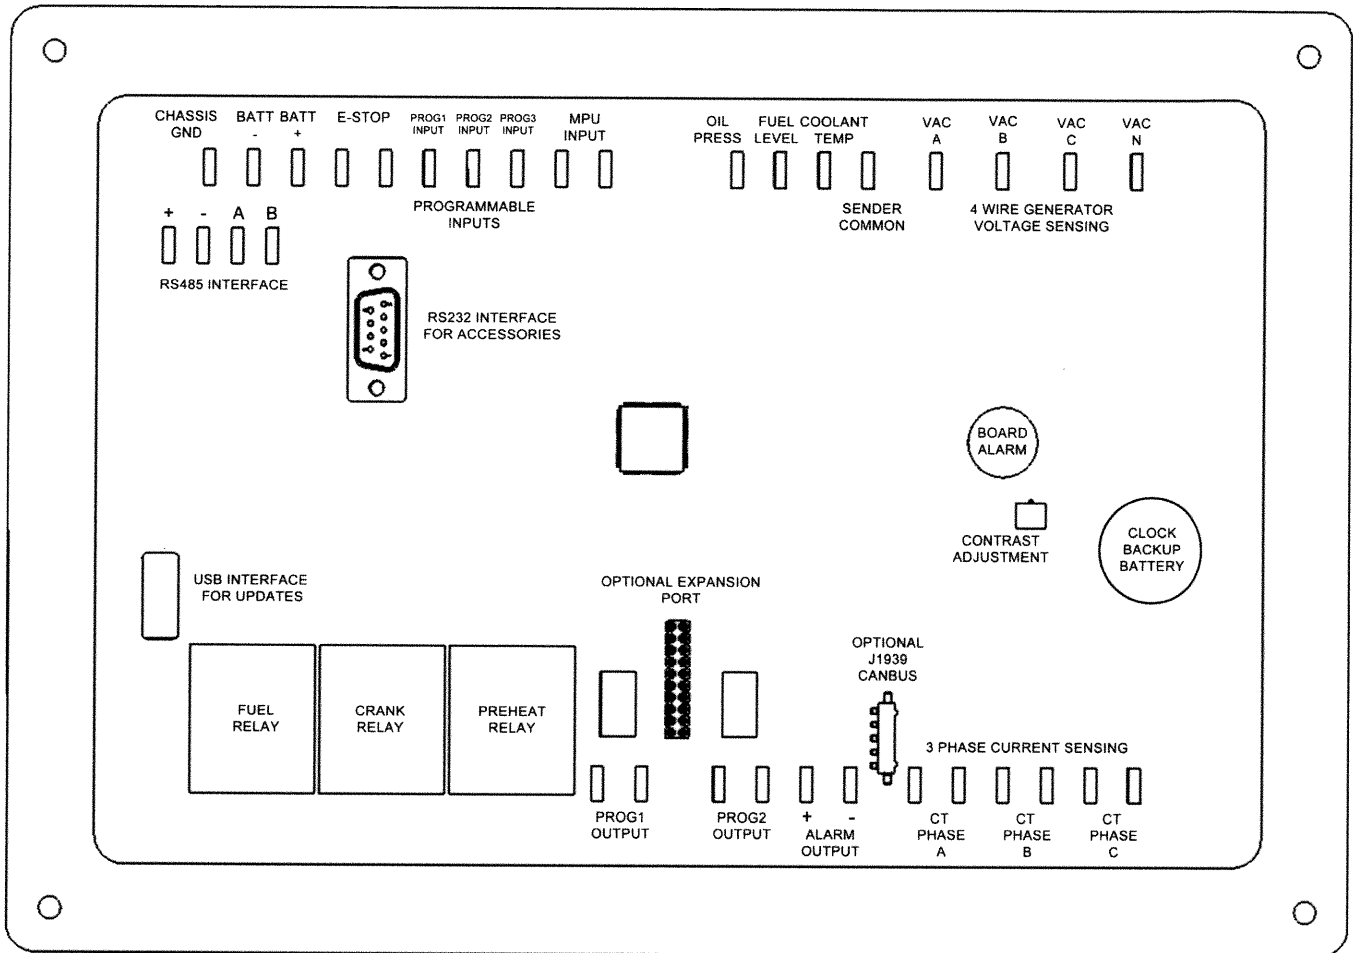 CHASSIS
GND
BATT BATT
- +
E-STOP
PROG1
INPUT
PROG2
INPUT
PROG3
INPUT
MPU
INPUT
PROGRAMMABLE
INPUTS
OIL
PRESS
FUEL
LEVEL
COOLANT
TEMP
SENDER
COMMON
VAC
A
VAC
B
VAC
C
VAC
N
4 WIRE GENERATOR
VOLTAGE SENSING
+ - A B
RS485 INTERFACE
RS232 INTERFACE
FOR ACCESSORIES
BOARD
ALARM
CONTRAST
ADJUSTMENT
CLOCK
BACKUP
BATTERY
USB INTERFACE
FOR UPDATES
OPTIONAL EXPANSION
PORT
OPTIONAL
J1939
CANBUS
FUEL
RELAY
CRANK
RELAY
PREHEAT
RELAY
3 PHASE CURRENT SENSING
PROG1
OUTPUT
PROG2
OUTPUT
+ -
ALARM
OUTPUT
CT
PHASE
A
CT
PHASE
B
CT
PHASE
C